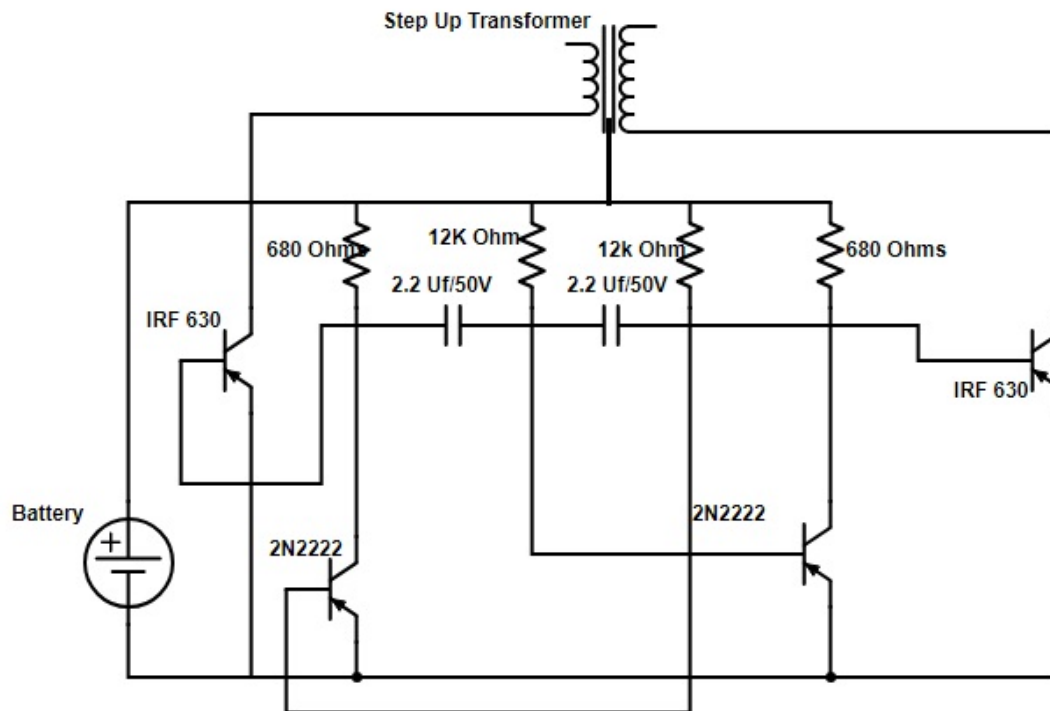 Step Up Transformer
680 Ohms
12K Ohm
12k Ohm
680 Ohms
2.2 Uf/50V
2.2 Uf/50V
IRF 630
IRF 630
Battery
+
2N2222
2N2222